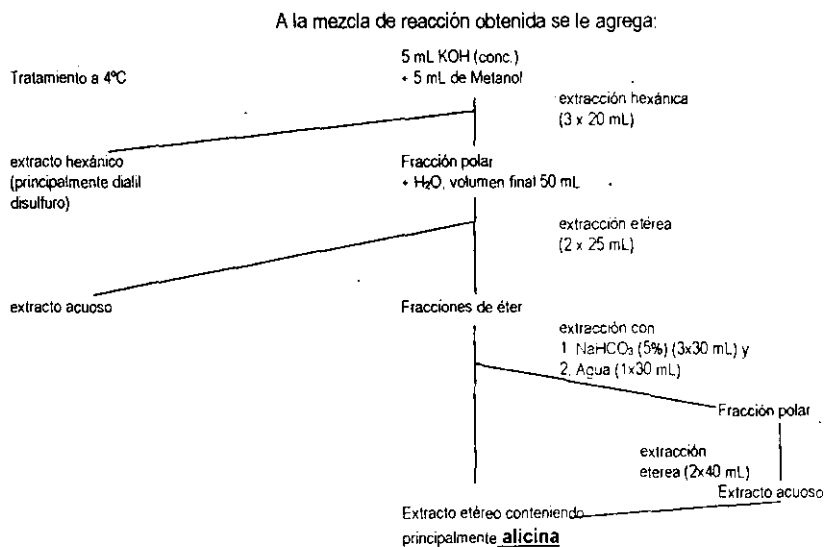 A la mezcla de reacción obtenida se le agrega:
5 mL KOH (conc.)
+ 5 mL de Metanol
Tratamiento a 4ºC
extracción hexánica
(3 x 20 mL)
extracto hexánico
(principalmente dialil
disulfuro)
Fracción polar
+ H₂O, volumen final 50 mL
extracción etérea
(2 x 25 mL)
extracto acuoso
Fracciones de éter
extracción con
1. NaHCO₃ (5%) (3x30 mL) y
2. Agua (1x30 mL)
Fracción polar
extracción
eterea (2x40 mL)
Extracto acuoso
Extracto etéreo conteniendo
principalmente alicina